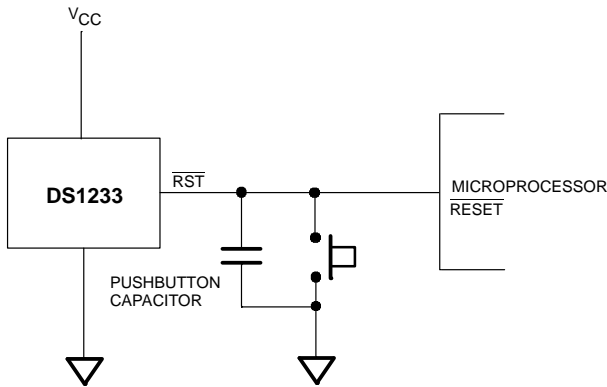 VCC
RST
DS1233
MICROPROCESSOR
RESET
PUSHBUTTON
CAPACITOR